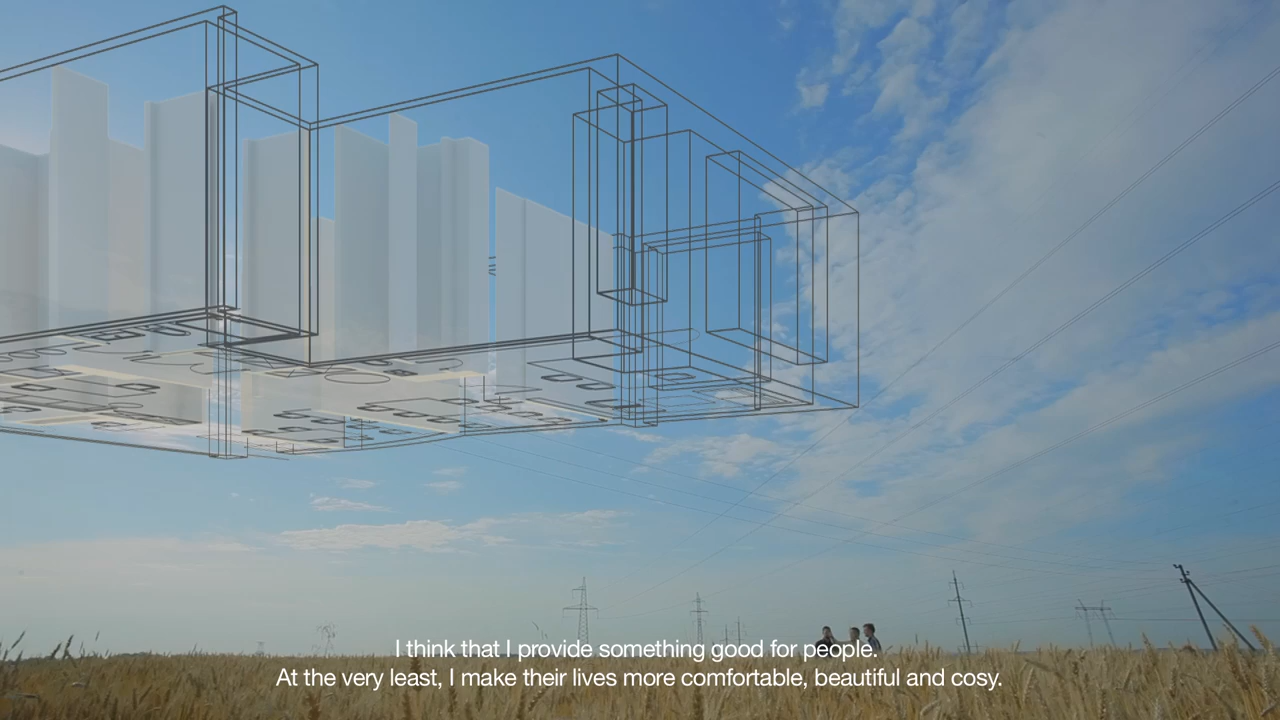 I think that I provide something good for people.
At the very least, I make their lives more comfortable, beautiful and cosy.